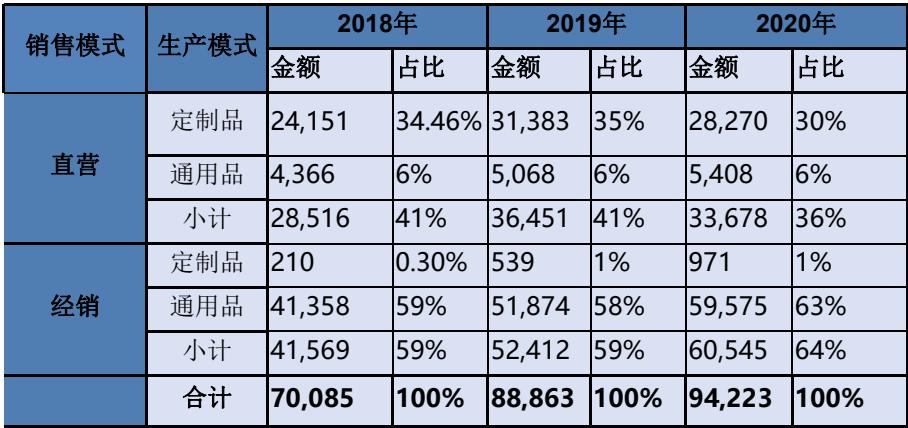 销售模式 生产模式 2018年 2019年 2020年
金额 占比 金额 占比 金额 占比
直营 定制品 24,151 34.46% 31,383 35% 28,270 30%
通用品 4,366 6% 5,068 6% 5,408 6%
小计 28,516 41% 36,451 41% 33,678 36%
经销 定制品 210 0.30% 539 1% 971 1%
通用品 41,358 59% 51,874 58% 59,575 63%
小计 41,569 59% 52,412 59% 60,545 64%
合计 70,085 100% 88,863 100% 94,223 100%